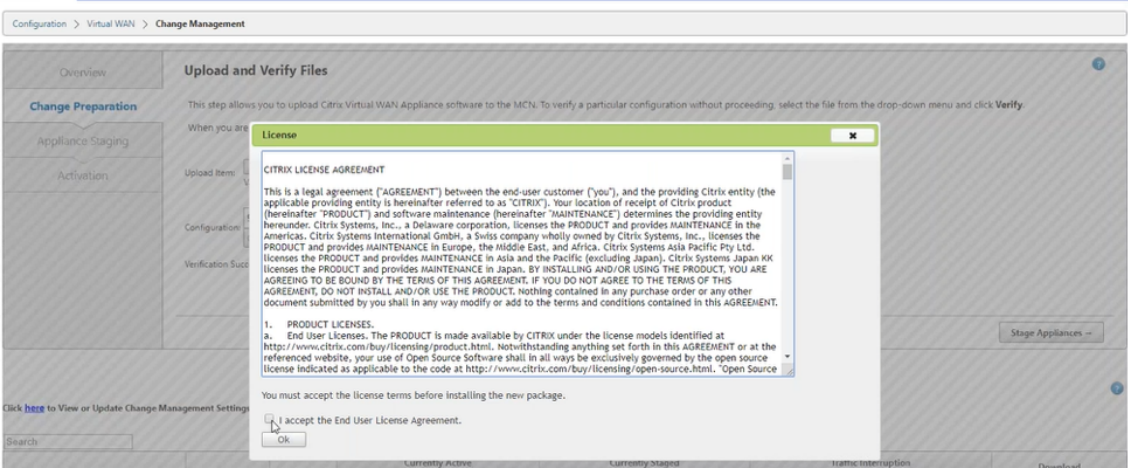 Configuration > Virtual WAN > Change Management
Overview
Change Preparation
Appliance Staging
Activation
Upload and Verify Files
This step allows you to upload Citrix Virtual WAN Appliance software to the MCN. To verify a particular configuration without proceeding, select the file from the drop-down menu and click Verify.
When you are
Upload Item:
Configuration:
Verification Succ
License
CITRIX LICENSE AGREEMENT
This is a legal agreement ("AGREEMENT") between the end-user customer ("you"), and the providing Citrix entity (the
applicable providing entity is hereinafter referred to as "CITRIX"). Your location of receipt of Citrix product
(hereinafter "PRODUCT") and software maintenance (hereinafter "MAINTENANCE") determines the providing entity
hereunder. Citrix Systems, Inc., a Delaware corporation, licenses the PRODUCT and provides MAINTENANCE in the
Americas. Citrix Systems International GmbH, a Swiss company wholly owned by Citrix Systems, Inc., licenses the
PRODUCT and provides MAINTENANCE in Europe, the Middle East, and Africa. Citrix Systems Asia Pacific Pty Ltd.
licenses the PRODUCT and provides MAINTENANCE in Asia and the Pacific (excluding Japan). Citrix Systems Japan KK
licenses the PRODUCT and provides MAINTENANCE in Japan. BY INSTALLING AND/OR USING THE PRODUCT, YOU ARE
AGREEING TO BE BOUND BY THE TERMS OF THIS AGREEMENT. IF YOU DO NOT AGREE TO THE TERMS OF THIS
AGREEMENT, DO NOT INSTALL AND/OR USE THE PRODUCT. Nothing contained in any purchase order or any other
document submitted by you shall in any way modify or add to the terms and conditions contained in this AGREEMENT.
1. PRODUCT LICENSES.
a. End User Licenses. The PRODUCT is made available by CITRIX under the license models identified at
http://www.citrix.com/buy/licensing/product.html. Notwithstanding anything set forth in this AGREEMENT or at the
referenced website, your use of Open Source Software shall in all ways be exclusively governed by the open source
license indicated as applicable to the code at http://www.citrix.com/buy/licensing/open-source.html. "Open Source
You must accept the license terms before installing the new package.
I accept the End User License Agreement.
Ok
Stage Appliances
Click here to View or Update Change Management Settings
Search
Currently Active
Currently Staged
Traffic Interruption
Download